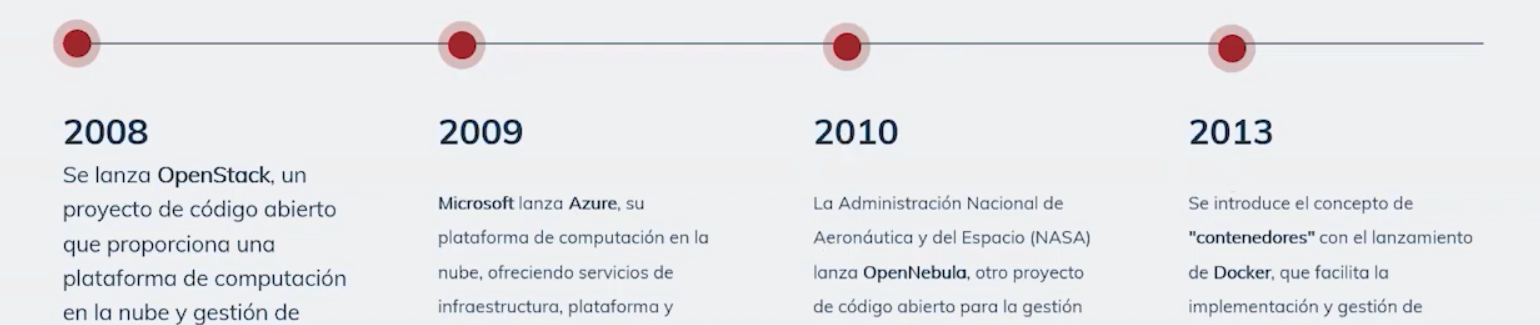 2008
Se lanza OpenStack, un
proyecto de código abierto
que proporciona una
plataforma de computación
en la nube y gestión de
2009
Microsoft lanza Azure, su
plataforma de computación en la
nube, ofreciendo servicios de
infraestructura, plataforma y
2010
La Administración Nacional de
Aeronáutica y del Espacio (NASA)
lanza OpenNebula, otro proyecto
de código abierto para la gestión
2013
Se introduce el concepto de
"contenedores" con el lanzamiento
de Docker, que facilita la
implementación y gestión de